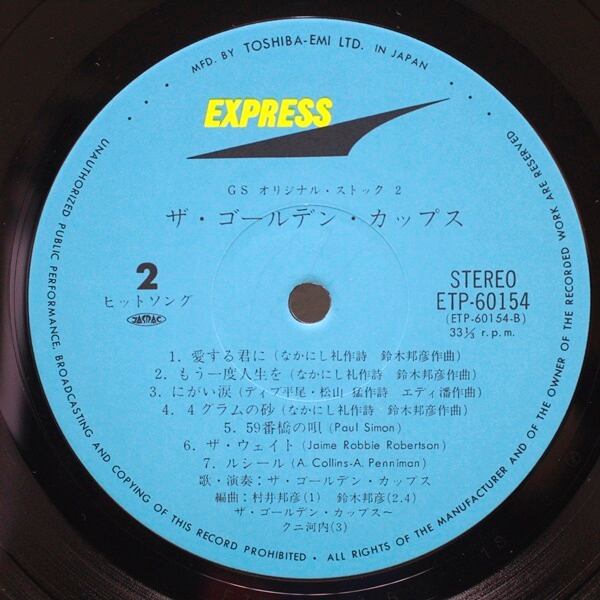 MFD. BY TOSHIBA-EMI LTD. IN JAPAN
EXPRESS
GS オリジナル・ストック 2
ザ・ゴールデン・カップス
2
ヒットソング
JASRAC
STEREO
ETP-60154
(ETP-60154-B)
33⅓ r.p.m.
1. 愛する君に (なかにし礼作詩 鈴木邦彦作曲)
2. もう一度人生を (なかにし礼作詩 鈴木邦彦作曲)
3. にがい涙 (デイブ平尾・松山 猛作詩 エディ潘作曲)
4. 4グラムの砂 (なかにし礼作詩 鈴木邦彦作曲)
5. 59番橋の唄 (Paul Simon)
6. ザ・ウェイト (Jaime Robbie Robertson)
7. ルシール (A. Collins-A. Penniman)
歌・演奏：ザ・ゴールデン・カップス
編曲：村井邦彦(1) 鈴木邦彦(2.4)
ザ・ゴールデン・カップス～
クニ河内(3)
UNAUTHORIZED PUBLIC PERFORMANCE, BROADCASTING AND COPYING OF THIS RECORD PROHIBITED • ALL RIGHTS OF THE MANUFACTURER AND OF THE OWNER OF THE RECORDED WORK ARE RESERVED